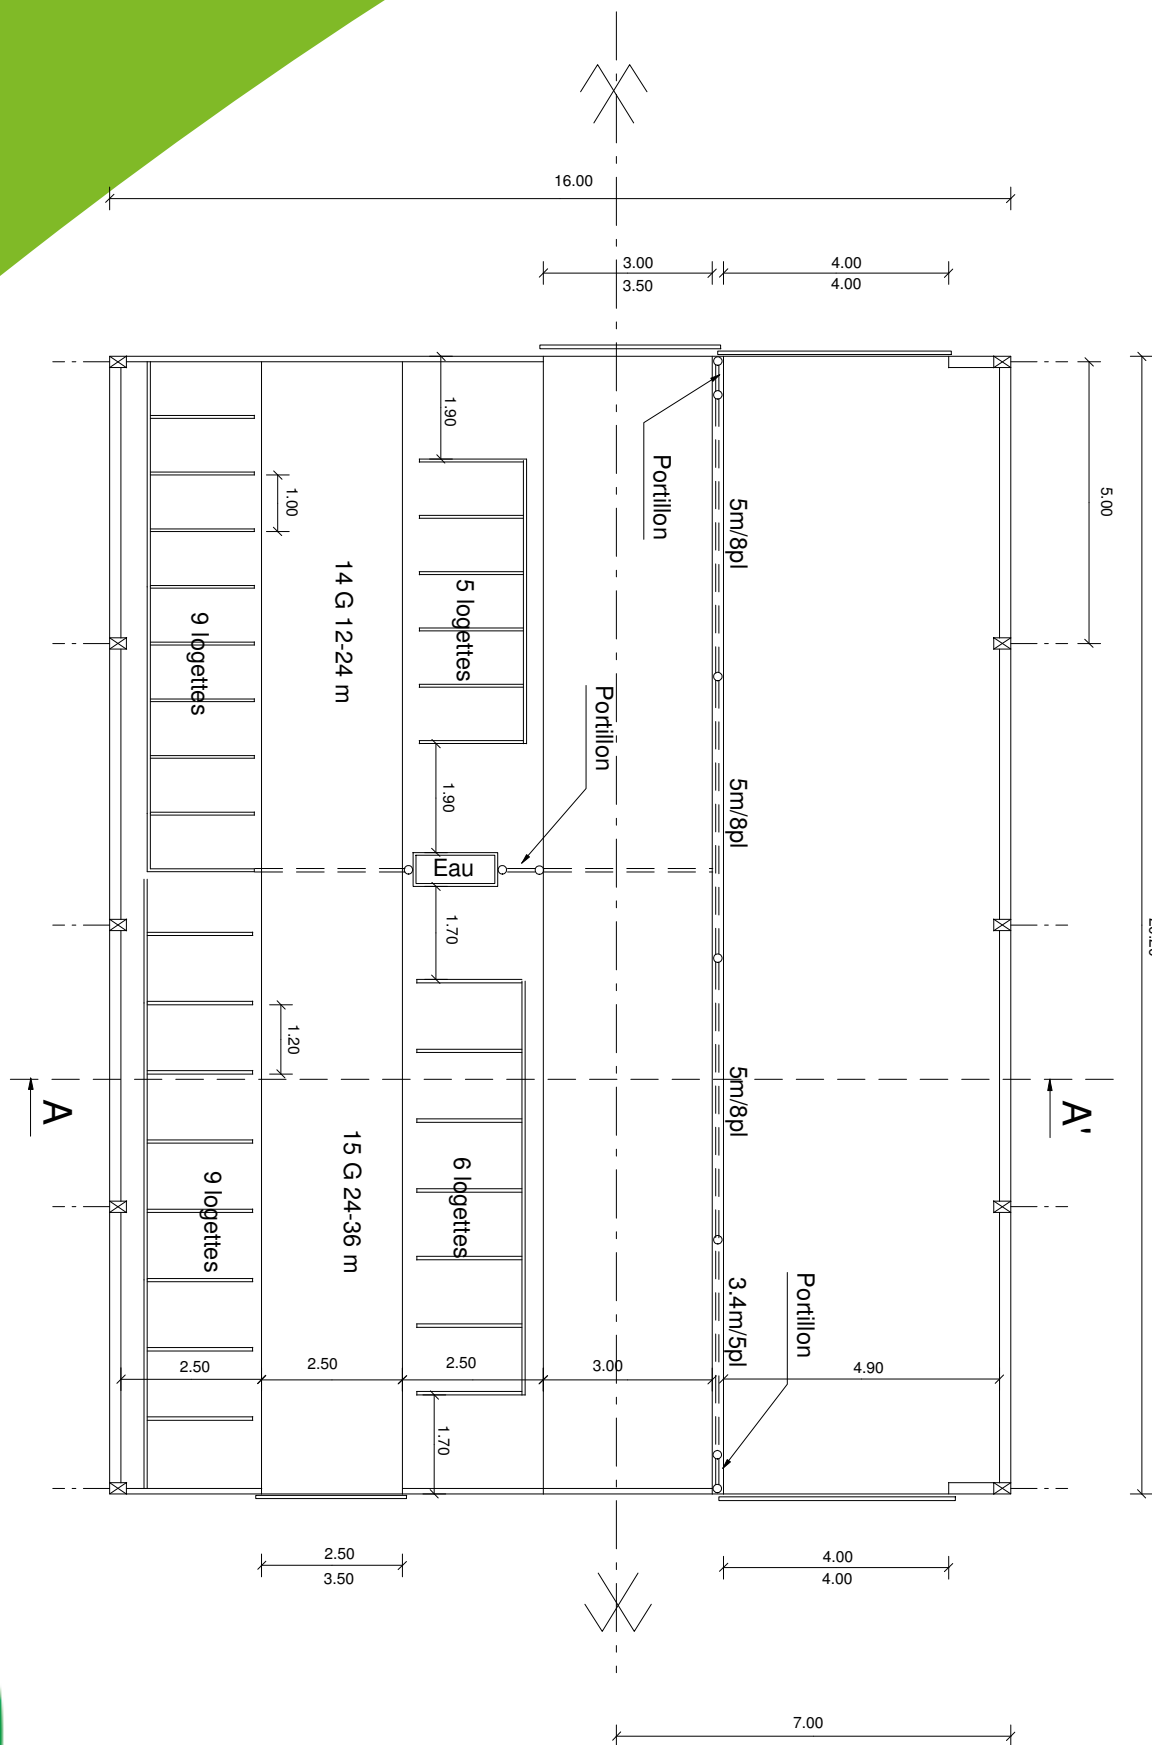 16.00
3.00
3.50
4.00
4.00
1.90
Portillon
5m/8pl
5.00
1.00
14 G 12-24 m
5 logettes
9 logettes
Portillon
5m/8pl
1.90
Eau
1.70
1.20
5m/8pl
A
A'
15 G 24-36 m
6 logettes
9 logettes
3.4m/5pl
Portillon
2.50
2.50
2.50
3.00
4.90
1.70
2.50
3.50
4.00
4.00
7.00